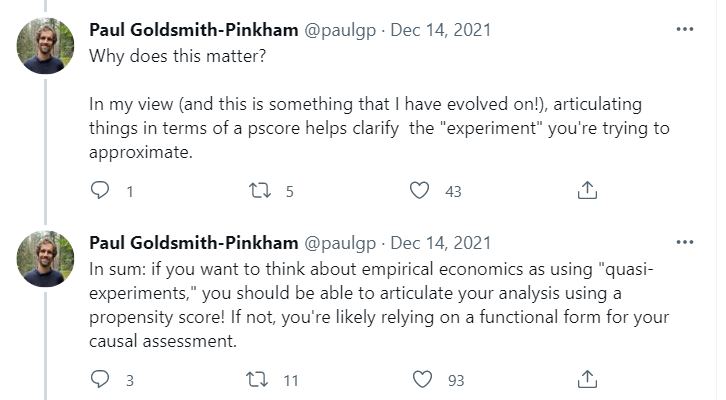 Paul Goldsmith-Pinkham @paulgp · Dec 14, 2021
Why does this matter?
In my view (and this is something that I have evolved on!), articulating
things in terms of a pscore helps clarify the "experiment" you're trying to
approximate.
1 5 43
Paul Goldsmith-Pinkham @paulgp · Dec 14, 2021
In sum: if you want to think about empirical economics as using "quasi-
experiments," you should be able to articulate your analysis using a
propensity score! If not, you're likely relying on a functional form for your
causal assessment.
3 11 93